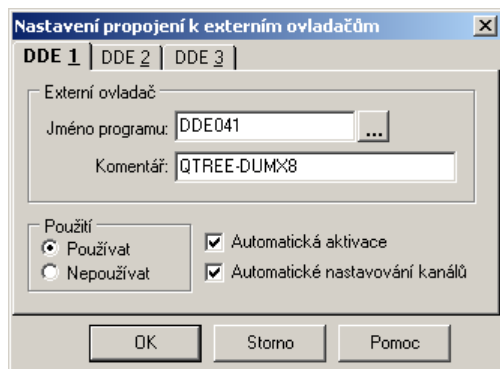 Nastavení propojení k externím ovladačům
DDE 1 DDE 2 DDE 3
Externí ovladač
Jméno programu: DDE041 ...
Komentář: QTREE-DUMX8
Použití
Používat
Nepoužívat
Automatická aktivace
Automatické nastavování kanálů
OK Storno Pomoc